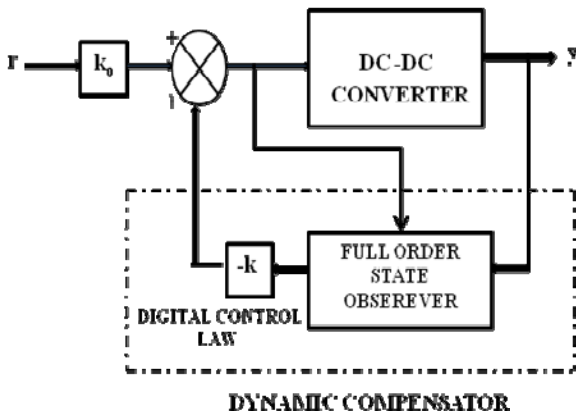 r
k₀
+
DC-DC
CONVERTER
y
-k
FULL ORDER
STATE
OBSEREVER
DIGITAL CONTROL
LAW
DYNAMIC COMPENSATOR